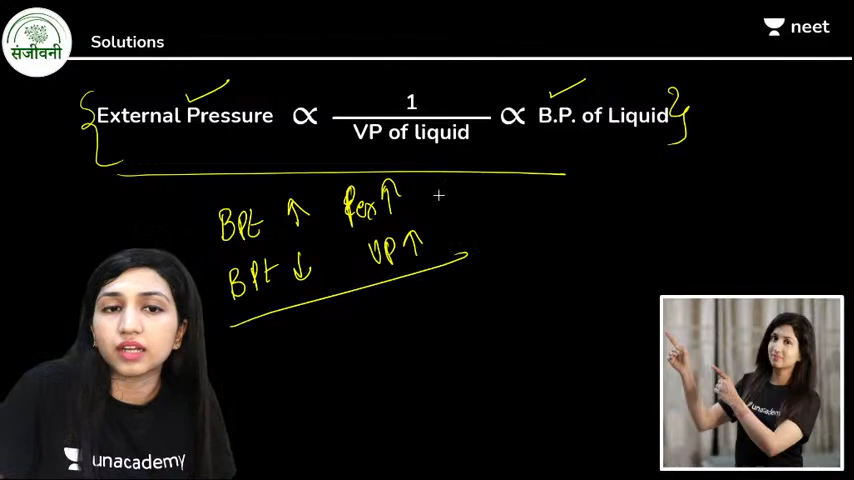 संजीवनी
Solutions
neet
External Pressure ∝ 1 / VP of liquid ∝ B.P. of Liquid
BPt ↑ Pex ↑
BPt ↓ VP ↑
unacademy
unacademy